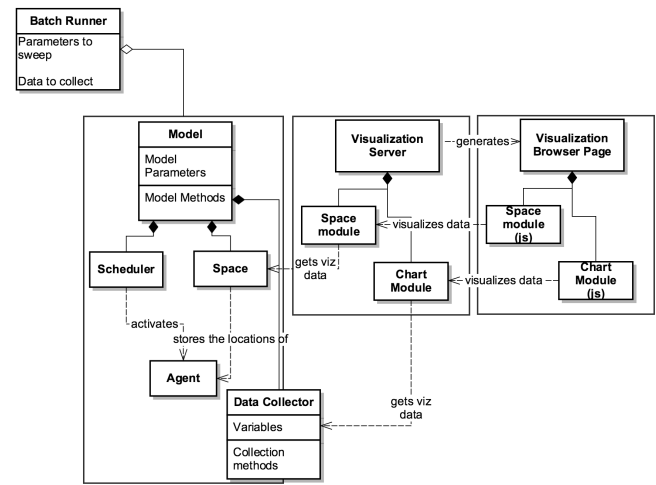 Batch Runner
Parameters to
sweep
Data to collect
Model
Model
Parameters
Model Methods
Scheduler
Space
activates
stores the locations of
Agent
Data Collector
Variables
Collection
methods
Visualization
Server
Space
module
gets viz
data
Chart
Module
gets viz
data
generates
visualizes data
visualizes data
Visualization
Browser Page
Space
module
(js)
Chart
Module
(js)